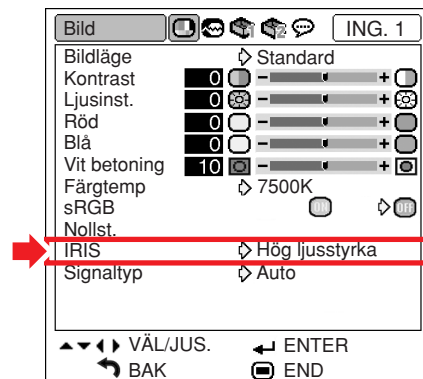 Bild ING. 1
Bildläge Standard
Kontrast 0 - +
Ljusinst. 0 - +
Röd 0 - +
Blå 0 - +
Vit betoning 10 - +
Färgtemp 7500K
sRGB OFF
Nollst.
IRIS Hög ljusstyrka
Signaltyp Auto
VÄL/JUS. ENTER
BAK END